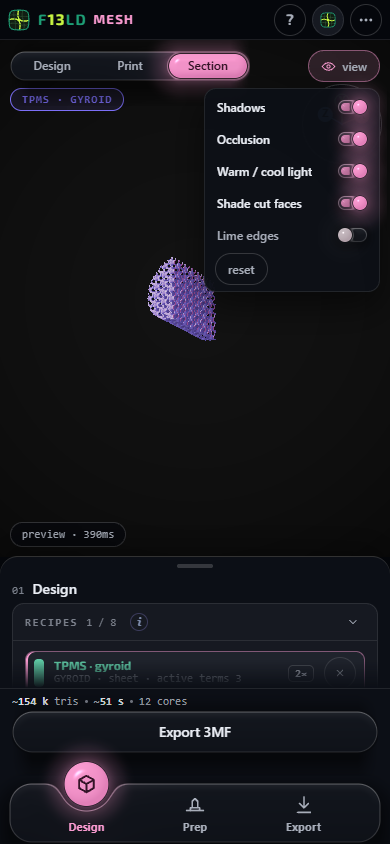 F13LD MESH
?
Design Print Section
view
TPMS · GYROID
Shadows
Occlusion
Warm / cool light
Shade cut faces
Lime edges
reset
preview · 390ms
01 Design
RECIPES 1 / 8 i
TPMS · gyroid
GYROID · sheet · active terms 3
2×
×
~154 k tris • ~51 s • 12 cores
Export 3MF
Design Prep Export